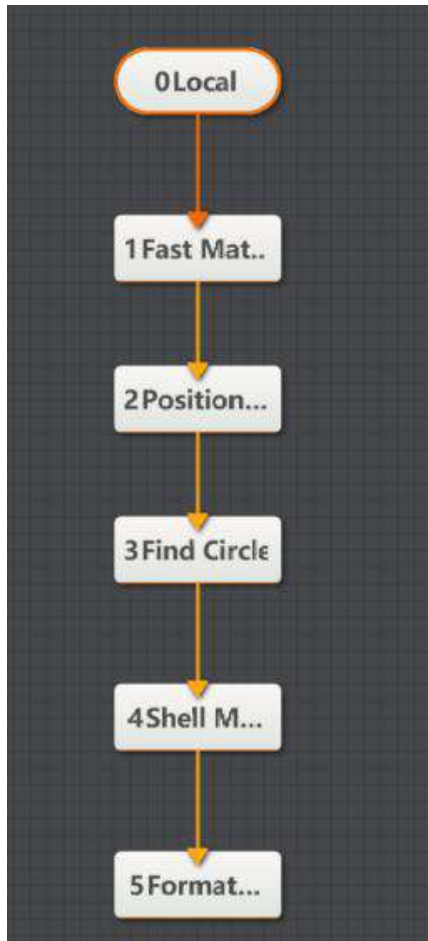 0Local
1Fast Mat..
2Position...
3Find Circle
4Shell M...
5Format...